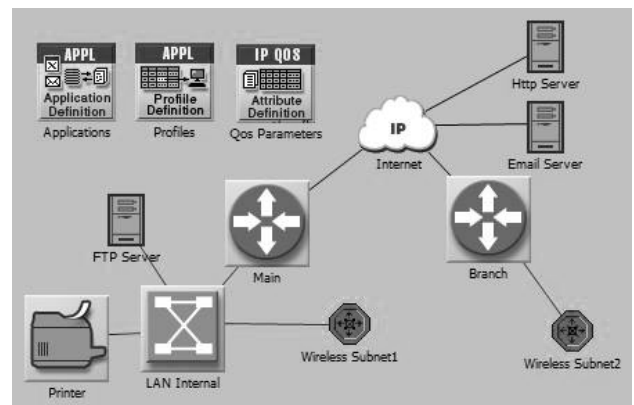 APPL
Application
Definition
Applications
APPL
Profiile
Definition
Profiles
IP QOS
Attribute
Definition
Qos Parameters
Http Server
IP
Internet
Email Server
FTP Server
Main
Branch
Printer
LAN Internal
Wireless Subnet1
Wireless Subnet2